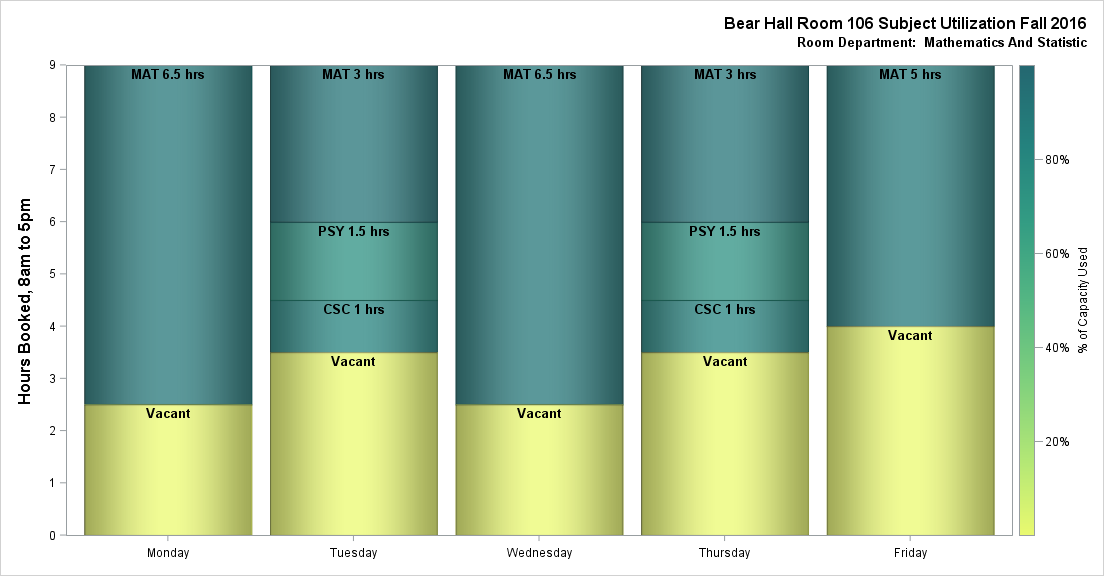 Bear Hall Room 106 Subject Utilization Fall 2016
Room Department:  Mathematics And Statistic
Hours Booked, 8am to 5pm
9
8
7
6
5
4
3
2
1
0
MAT 6.5 hrs
Vacant
MAT 3 hrs
PSY 1.5 hrs
CSC 1 hrs
Vacant
MAT 6.5 hrs
Vacant
MAT 3 hrs
PSY 1.5 hrs
CSC 1 hrs
Vacant
MAT 5 hrs
Vacant
Monday
Tuesday
Wednesday
Thursday
Friday
80%
60%
40%
20%
% of Capacity Used